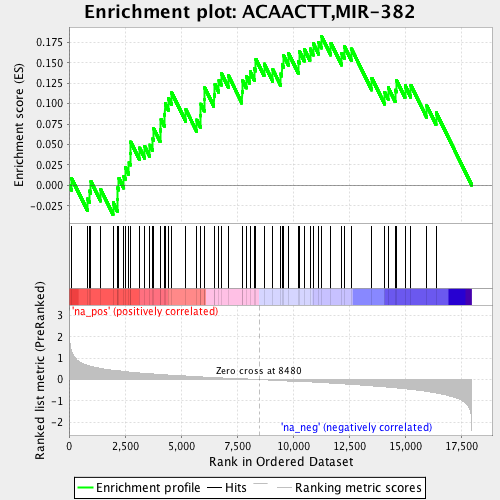 Enrichment plot: ACAACTT,MIR-382
Enrichment score (ES)
0.175
0.150
0.125
0.100
0.075
0.050
0.025
0.000
-0.025
'na_pos' (positively correlated)
Ranked list metric (PreRanked)
3
2
1
0
-1
-2
Zero cross at 8480
'na_neg' (negatively correlated)
0
2,500
5,000
7,500
10,000
12,500
15,000
17,500
Rank in Ordered Dataset
Enrichment profile
Hits
Ranking metric scores